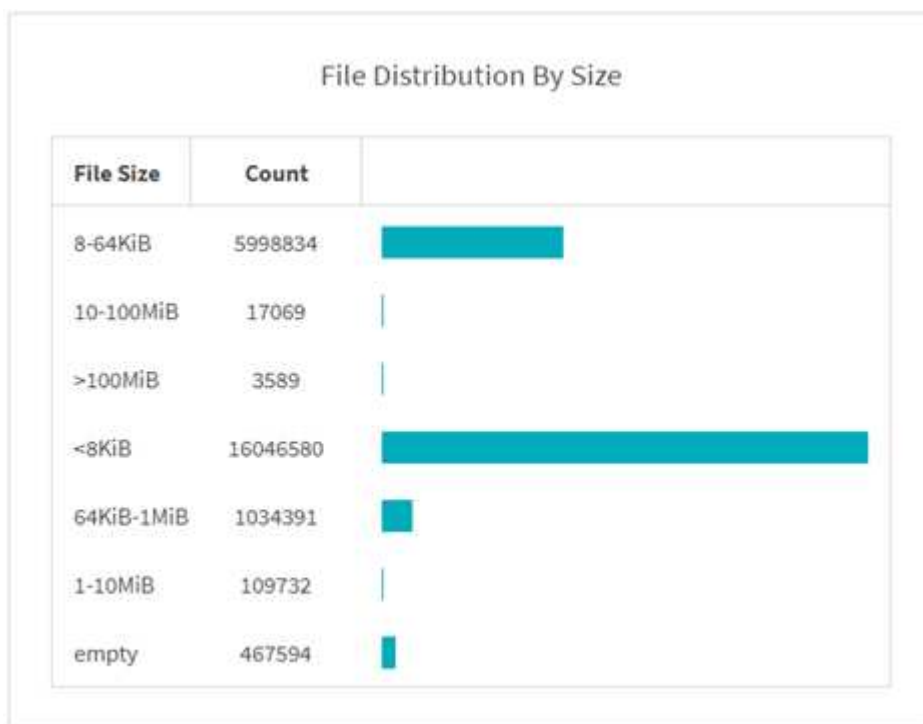 File Distribution By Size
File Size Count
8-64KiB 5998834
10-100MiB 17069
>100MiB 3589
<8KiB 16046580
64KiB-1MiB 1034391
1-10MiB 109732
empty 467594